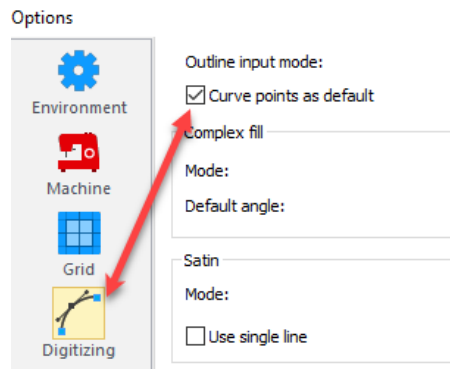 Options
Environment
Machine
Grid
Digitizing
Outline input mode:
Curve points as default
Complex fill
Mode:
Default angle:
Satin
Mode:
Use single line